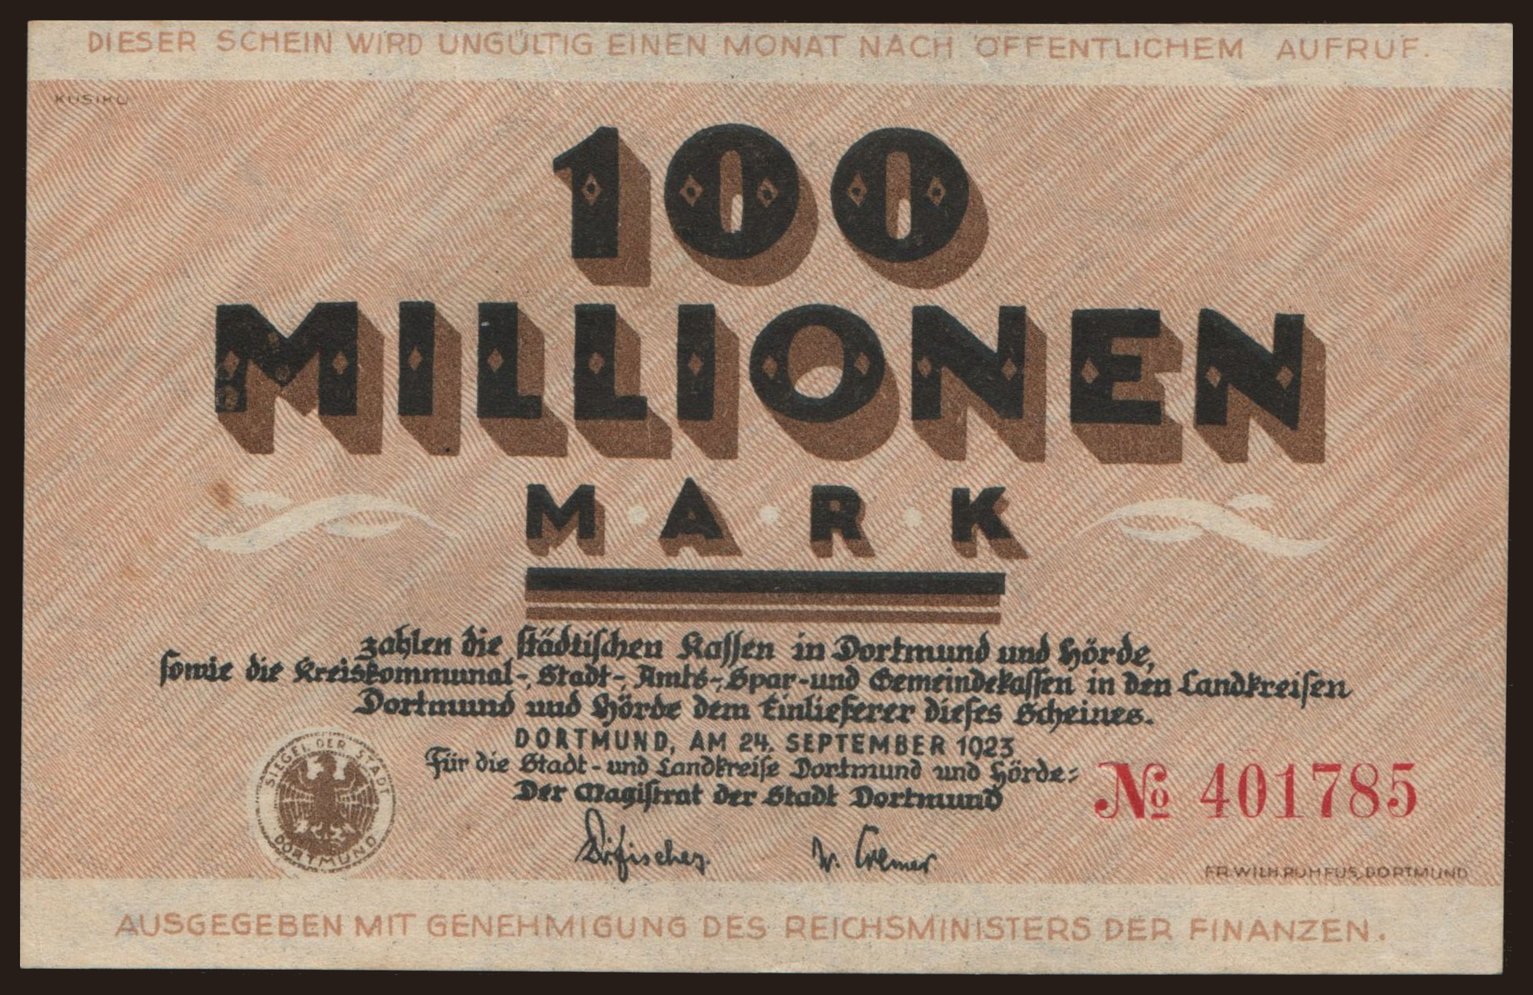 DIESER SCHEIN WIRD UNGÜLTIG EINEN MONAT NACH ÖFFENTLICHEM AUFRUF.
KÜSIKO
100
MILLIONEN
M·A·R·K
zahlen die städtischen Kassen in Dortmund und Hörde,
sowie die Kreiskommunal-, Stadt-, Amts-, Spar- und Gemeindekassen in den Landkreisen
Dortmund und Hörde dem Einlieferer dieses Scheines.
DORTMUND, AM 24. SEPTEMBER 1923
Für die Stadt- und Landkreise Dortmund und Hörde:
Der Magistrat der Stadt Dortmund
SIEGEL DER STADT DORTMUND
№ 401785
Cremer
FR. WILH. RUHFUS, DORTMUND
AUSGEGEBEN MIT GENEHMIGUNG DES REICHSMINISTERS DER FINANZEN.